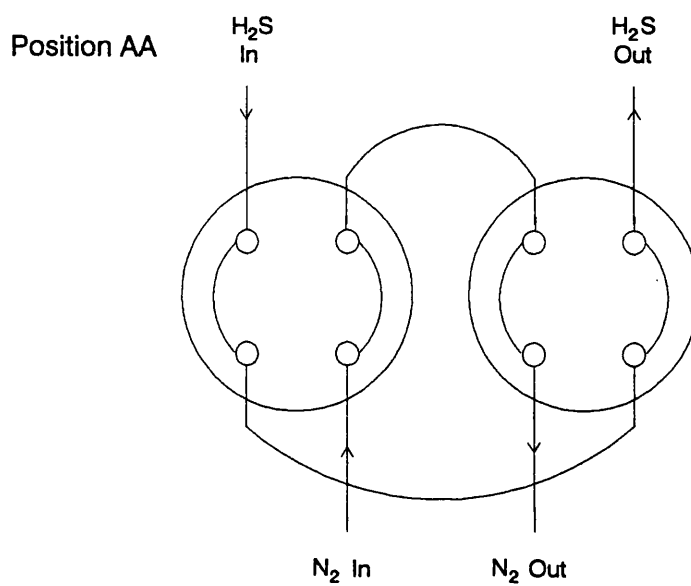 Position AA
H₂S
In
H₂S
Out
N₂ In
N₂ Out